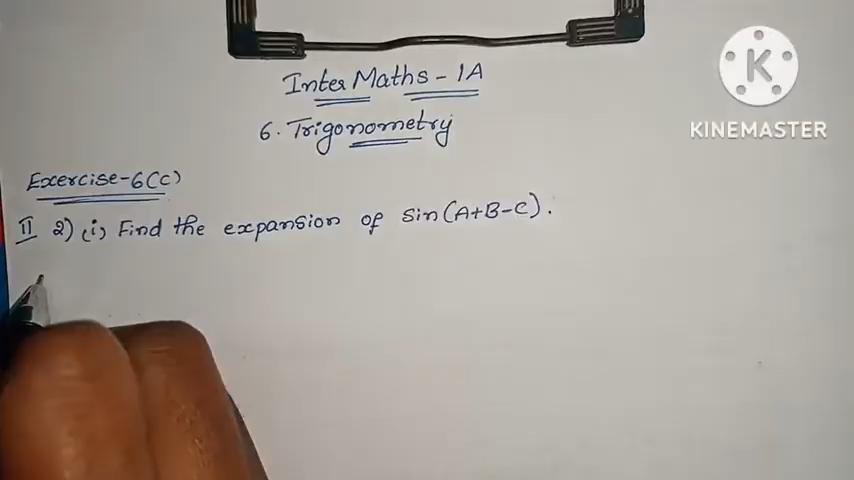 Inter Maths - 1A
6. Trigonometry
Exercise-6(c)
II 2) (i) Find the expansion of sin(A+B-C).
K
KINEMASTER